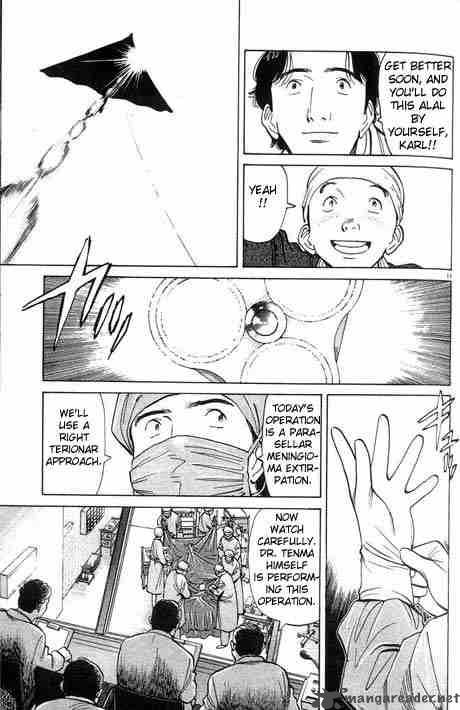 GET BETTER
SOON, AND
YOU'LL DO
THIS ALAL
BY
YOURSELF,
KARL!!
YEAH
!!
TODAY'S
OPERATION
IS A PARA-
SELLAR
MENINGIO-
MA EXTIR-
PATION.
WE'LL
USE A
RIGHT
TERIONAR
APPROACH.
NOW
WATCH
CAREFULLY.
DR. TENMA
HIMSELF
IS PERFORM-
ING THIS
OPERATION.
mangareader.net